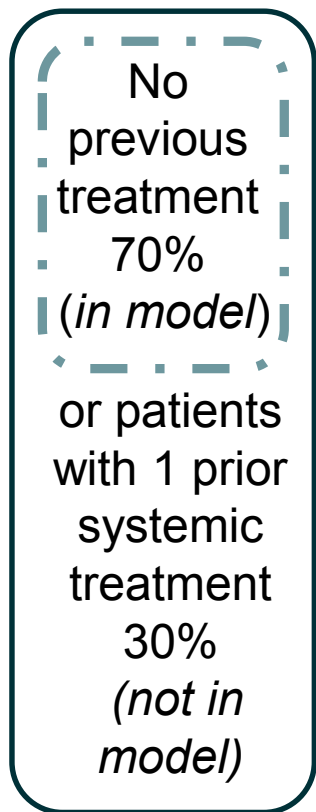 No
previous
treatment
70%
(in model)
or patients
with 1 prior
systemic
treatment
30%
(not in
model)